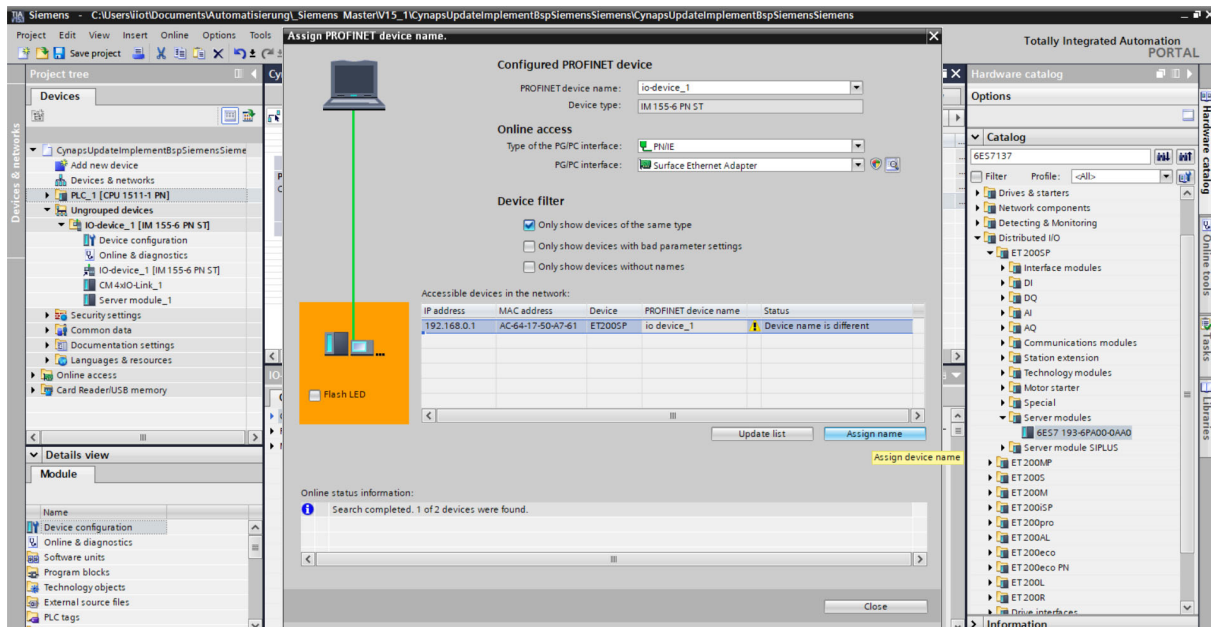 Siemens - C:\Users\iiot\Documents\Automatisierung\_Siemens Master\V15_1\CynapsUpdateImplementBspSiemensSiemens\CynapsUpdateImplementBspSiemensSiemens
Project Edit View Insert Online Options Tools
Save project
Totally Integrated Automation
PORTAL
Project tree
Devices
Devices & networks
CynapsUpdateImplementBspSiemensSieme
Add new device
Devices & networks
PLC_1 [CPU 1511-1 PN]
Ungrouped devices
IO-device_1 [IM 155-6 PN ST]
Device configuration
Online & diagnostics
IO-device_1 [IM 155-6 PN ST]
CM 4xIO-Link_1
Server module_1
Security settings
Common data
Documentation settings
Languages & resources
Online access
Card Reader/USB memory
Details view
Module
Name
Device configuration
Online & diagnostics
Software units
Program blocks
Technology objects
External source files
PLC tags
Cy
IO-
Assign PROFINET device name.
Configured PROFINET device
PROFINET device name: io-device_1
Device type: IM 155-6 PN ST
Online access
Type of the PG/PC interface: PN/IE
PG/PC interface: Surface Ethernet Adapter
Device filter
Only show devices of the same type
Only show devices with bad parameter settings
Only show devices without names
Accessible devices in the network:
IP address MAC address Device PROFINET device name Status
192.168.0.1 AC-64-17-50-A7-61 ET200SP io device_1 Device name is different
Flash LED
Update list Assign name
Assign device name
Online status information:
Search completed. 1 of 2 devices were found.
Close
Hardware catalog
Options
Catalog
6ES7137
Filter Profile: <All>
Drives & starters
Network components
Detecting & Monitoring
Distributed I/O
ET 200SP
Interface modules
DI
DQ
AI
AQ
Communications modules
Station extension
Technology modules
Motor starter
Special
Server modules
6ES7 193-6PA00-0AA0
Server module SIPLUS
ET 200MP
ET 200S
ET 200M
ET 200iSP
ET 200pro
ET 200AL
ET 200eco
ET 200eco PN
ET 200L
ET 200R
Drive interfaces
Information
Hardware catalog
Online tools
Tasks
Libraries